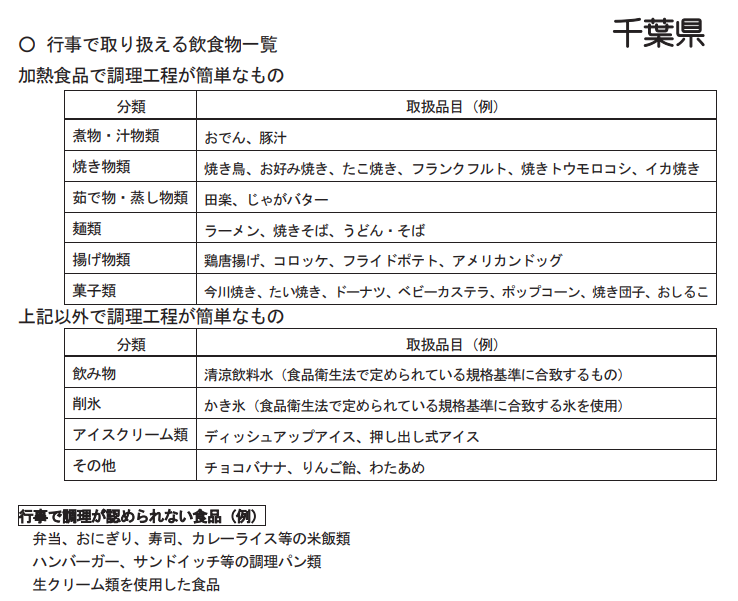 千葉県
〇 行事で取り扱える飲食物一覧
加熱食品で調理工程が簡単なもの
分類 取扱品目（例）
煮物・汁物類 おでん、豚汁
焼き物類 焼き鳥、お好み焼き、たこ焼き、フランクフルト、焼きトウモロコシ、イカ焼き
茹で物・蒸し物類 田楽、じゃがバター
麺類 ラーメン、焼きそば、うどん・そば
揚げ物類 鶏唐揚げ、コロッケ、フライドポテト、アメリカンドッグ
菓子類 今川焼き、たい焼き、ドーナツ、ベビーカステラ、ポップコーン、焼き団子、おしるこ
上記以外で調理工程が簡単なもの
分類 取扱品目（例）
飲み物 清涼飲料水（食品衛生法で定められている規格基準に合致するもの）
削氷 かき氷（食品衛生法で定められている規格基準に合致する氷を使用）
アイスクリーム類 ディッシュアップアイス、押し出し式アイス
その他 チョコバナナ、りんご飴、わたあめ
行事で調理が認められない食品（例）
弁当、おにぎり、寿司、カレーライス等の米飯類
ハンバーガー、サンドイッチ等の調理パン類
生クリーム類を使用した食品